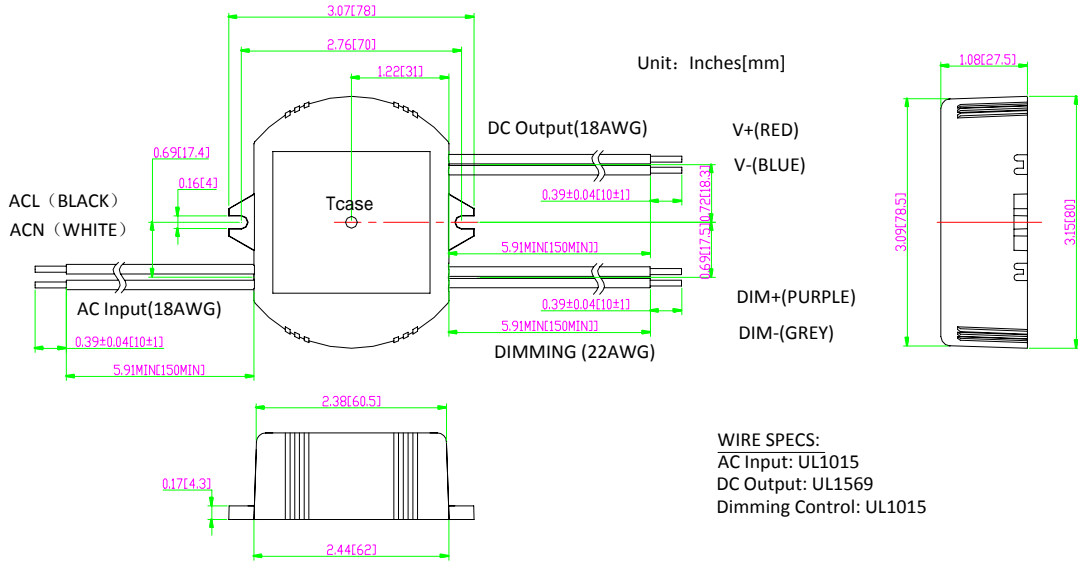 3.07[78]
2.76[70]
1.22[31]
Unit: Inches[mm]
1.08[27.5]
DC Output(18AWG)
V+(RED)
V-(BLUE)
0.69[17.4]
0.16[4]
ACL（BLACK）
ACN（WHITE）
Tcase
0.39±0.04[10±1]
0.72[18.3]
5.91MIN[150MIN]]
0.69[17.5]
3.09[78.5]
3.15[80]
AC Input(18AWG)
0.39±0.04[10±1]
DIM+(PURPLE)
DIM-(GREY)
0.39±0.04[10±1]
5.91MIN[150MIN]]
DIMMING (22AWG)
5.91MIN[150MIN]
2.38[60.5]
0.17[4.3]
2.44[62]
WIRE SPECS:
AC Input: UL1015
DC Output: UL1569
Dimming Control: UL1015